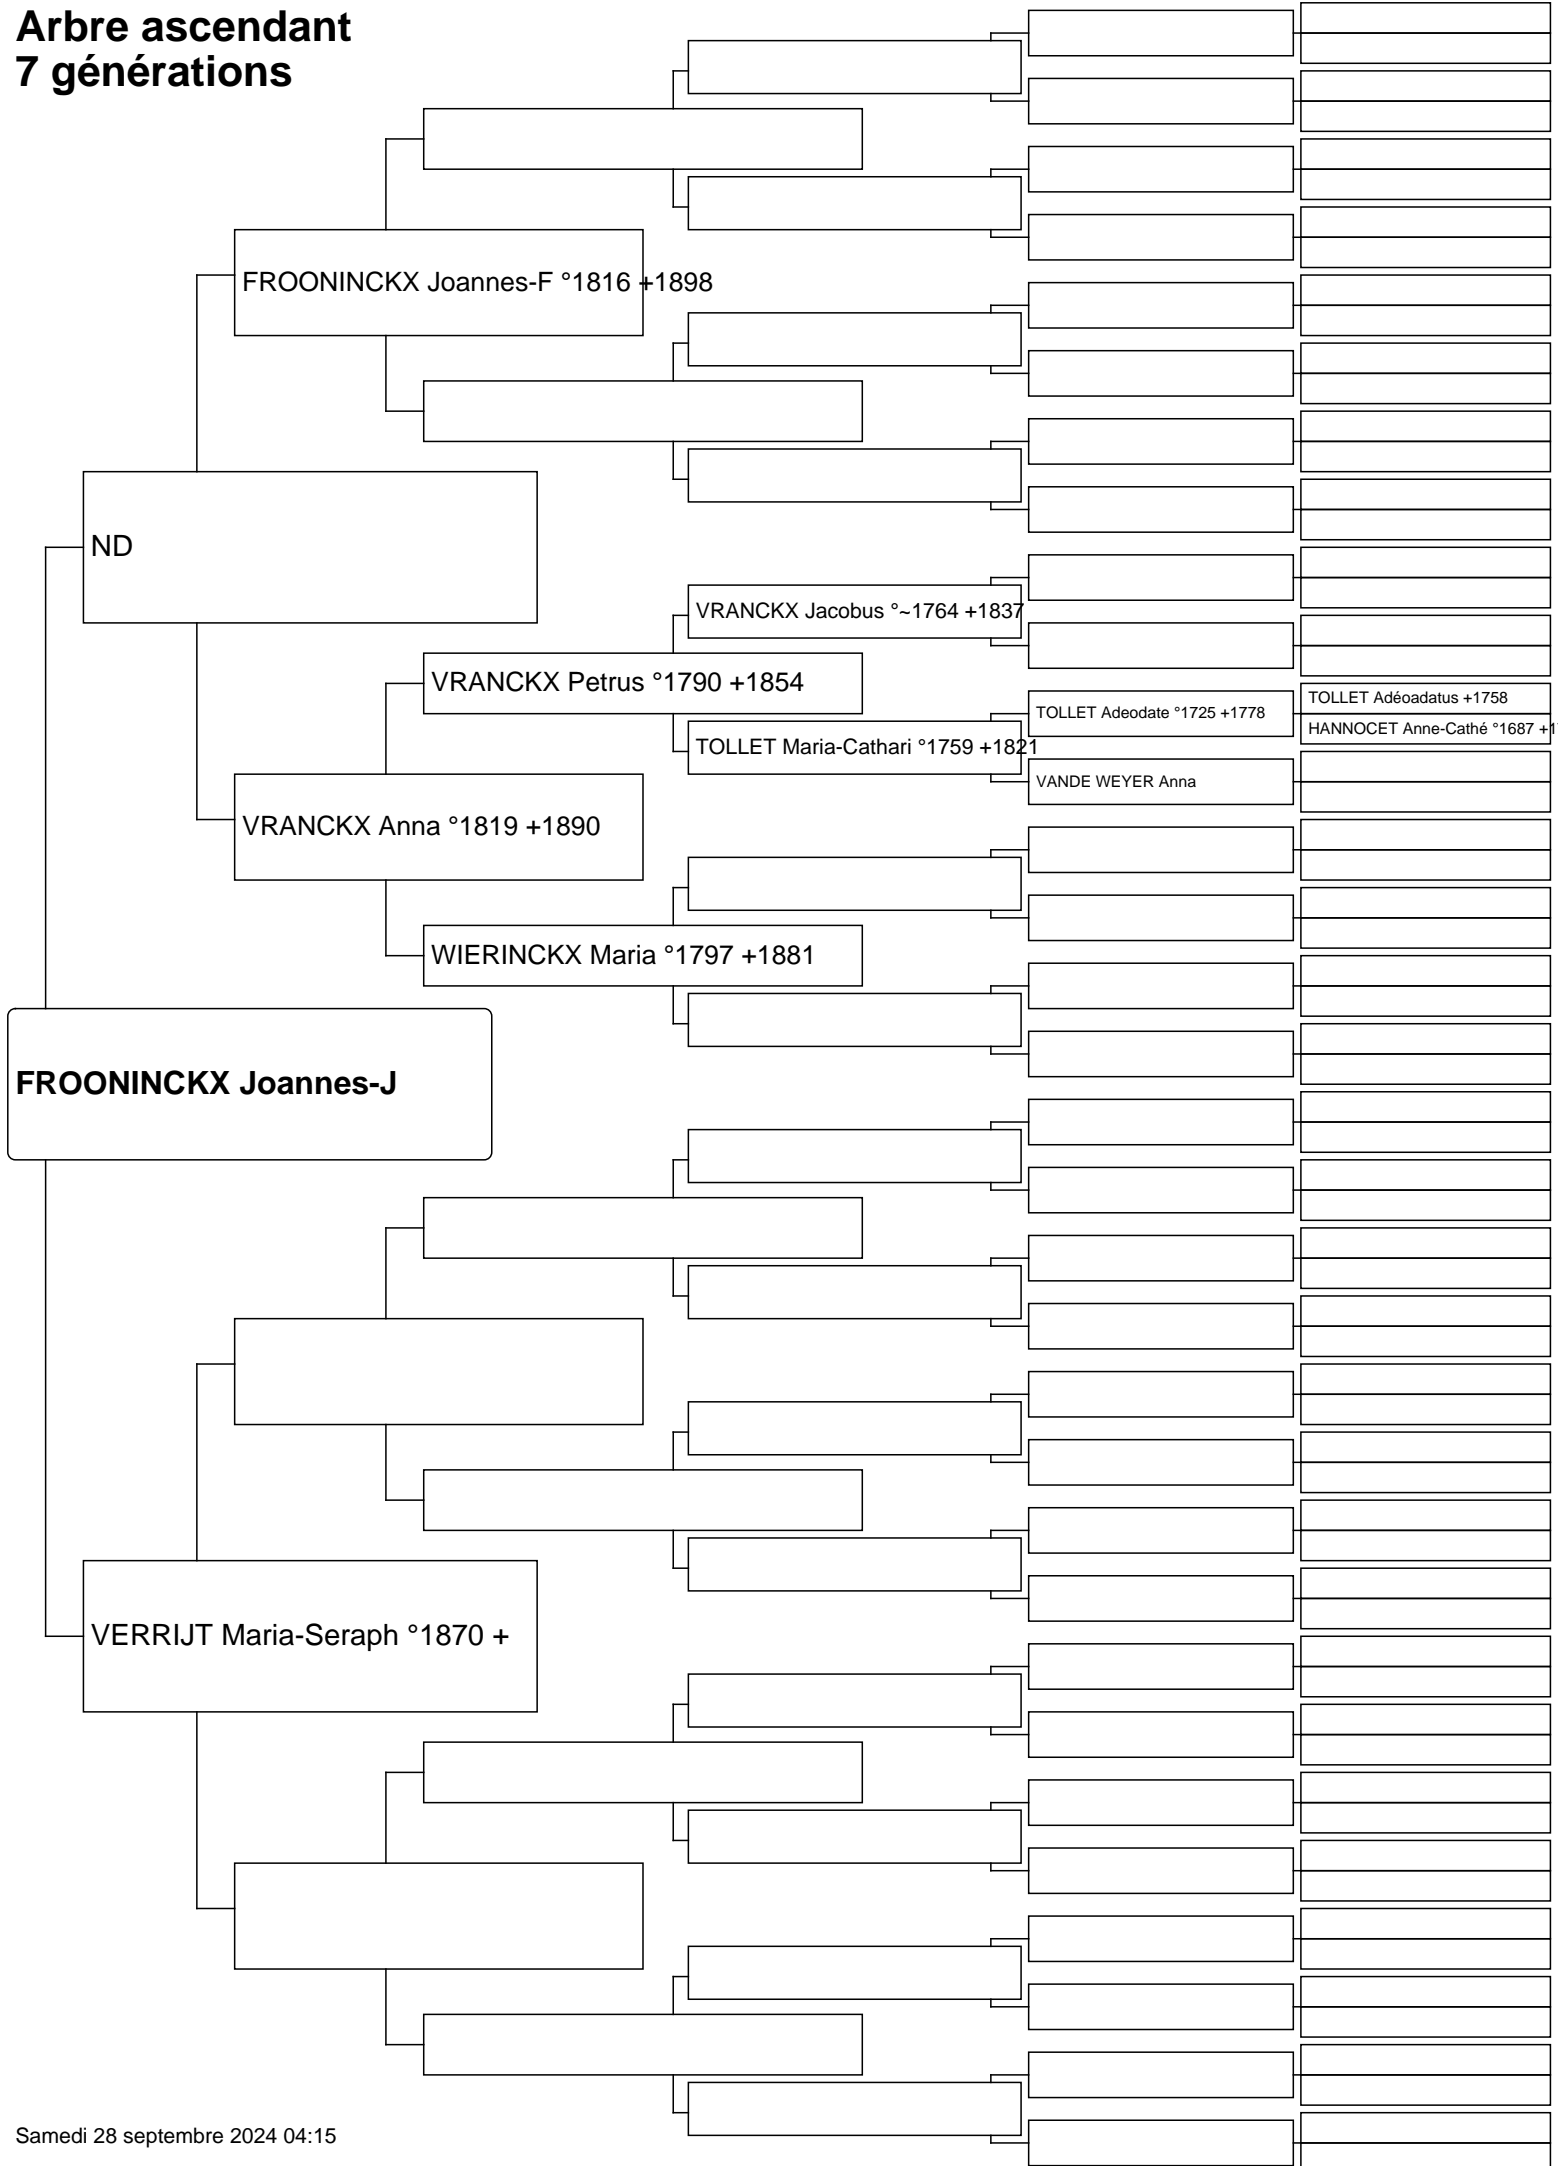 Arbre ascendant
7 générations
FROONINCKX Joannes-F °1816 +1898
ND
VRANCKX Jacobus °~1764 +1837
VRANCKX Petrus °1790 +1854
TOLLET Adéoadatus +1758
TOLLET Adeodate °1725 +1778
HANNOCET Anne-Cathé °1687 +1
TOLLET Maria-Cathari °1759 +1821
VANDE WEYER Anna
VRANCKX Anna °1819 +1890
WIERINCKX Maria °1797 +1881
FROONINCKX Joannes-J
VERRIJT Maria-Seraph °1870 +
Samedi 28 septembre 2024 04:15